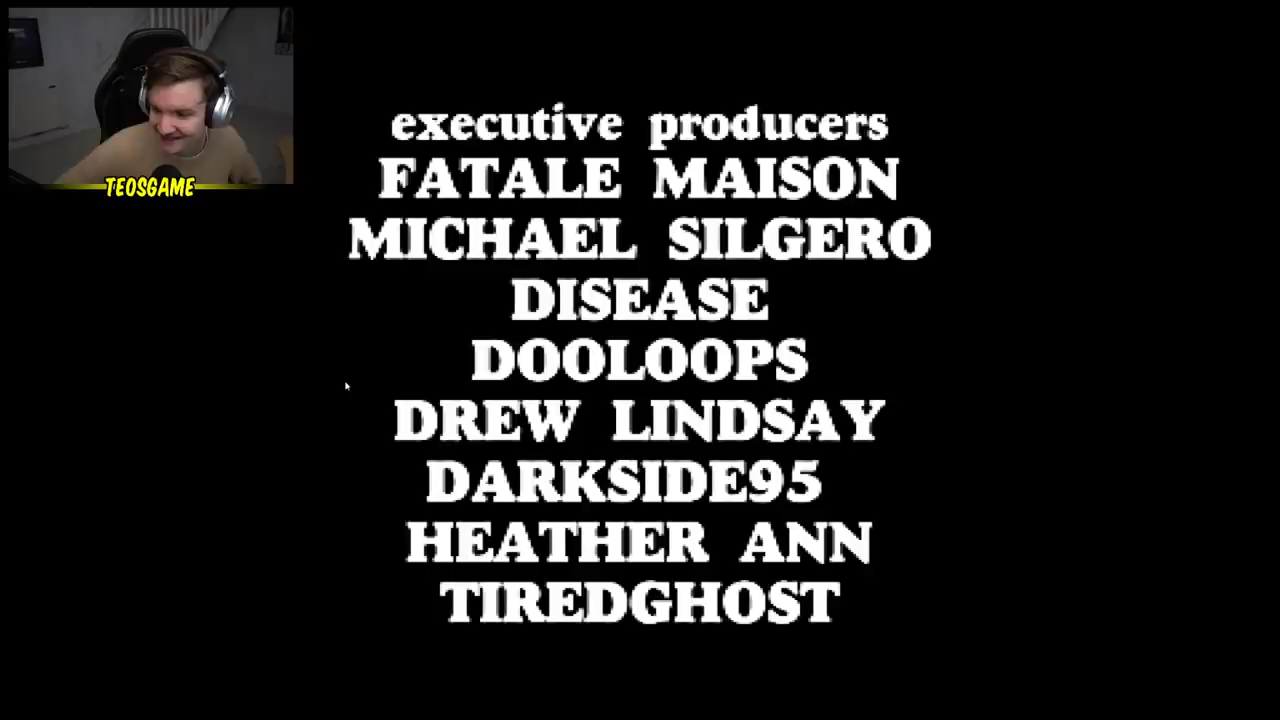 TEOSGAME
executive producers
FATALE MAISON
MICHAEL SILGERO
DISEASE
DOOLOOPS
DREW LINDSAY
DARKSIDE95
HEATHER ANN
TIREDGHOST